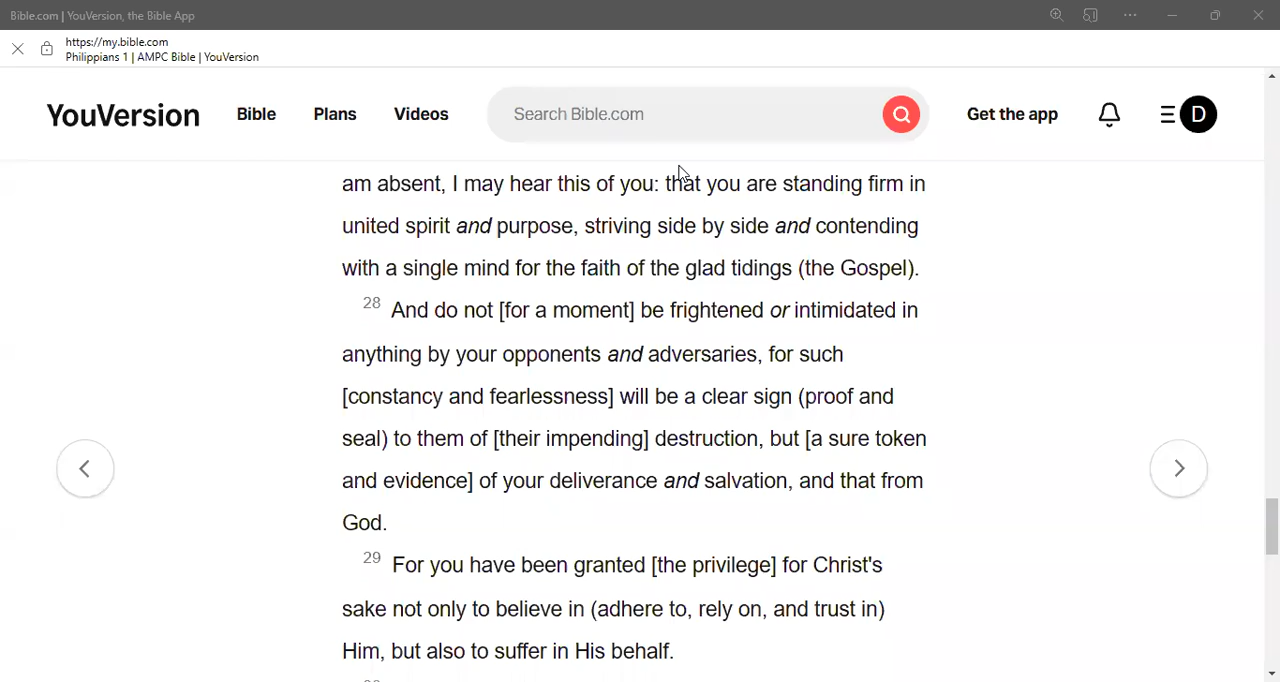 Bible.com | YouVersion, the Bible App
https://my.bible.com
Philippians 1 | AMPC Bible | YouVersion
YouVersion Bible Plans Videos Search Bible.com Get the app D
am absent, I may hear this of you: that you are standing firm in
united spirit and purpose, striving side by side and contending
with a single mind for the faith of the glad tidings (the Gospel).
28 And do not [for a moment] be frightened or intimidated in
anything by your opponents and adversaries, for such
[constancy and fearlessness] will be a clear sign (proof and
seal) to them of [their impending] destruction, but [a sure token
and evidence] of your deliverance and salvation, and that from
God.
29 For you have been granted [the privilege] for Christ's
sake not only to believe in (adhere to, rely on, and trust in)
Him, but also to suffer in His behalf.